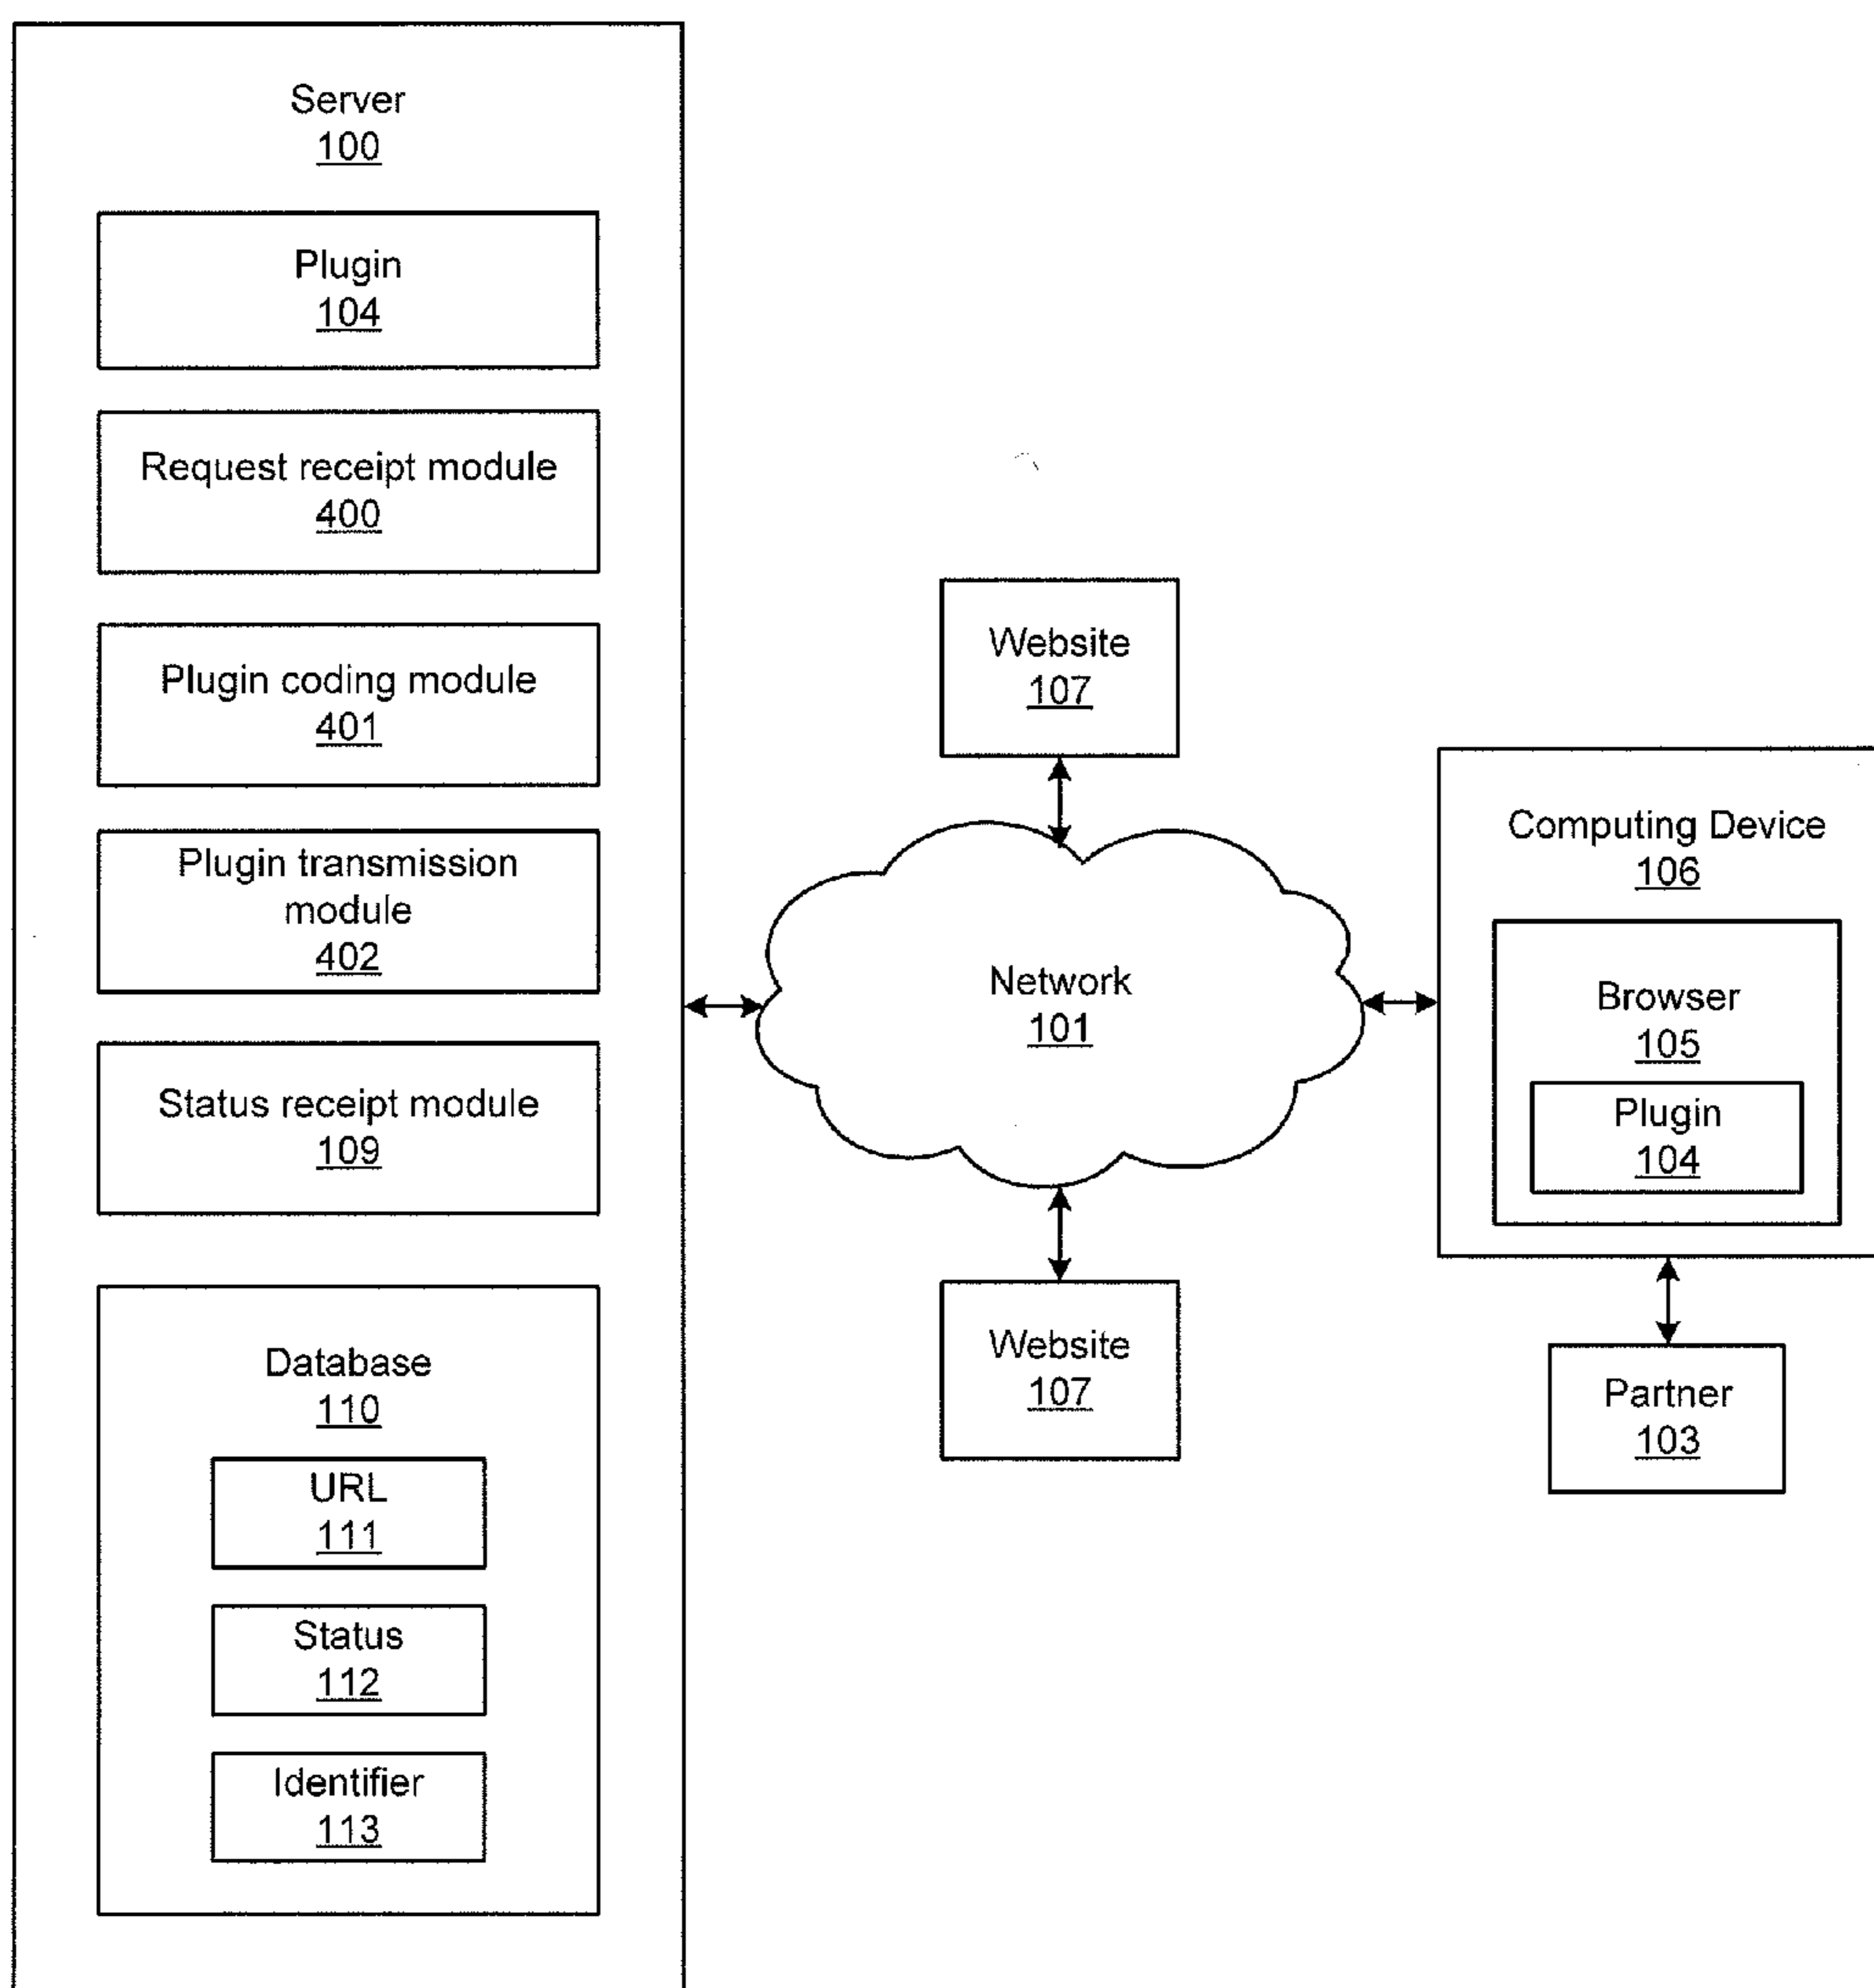 Server
100
Plugin
104
Request receipt module
400
Plugin coding module
401
Plugin transmission
module
402
Status receipt module
109
Database
110
URL
111
Status
112
Identifier
113
Website
107
Network
101
Website
107
Computing Device
106
Browser
105
Plugin
104
Partner
103